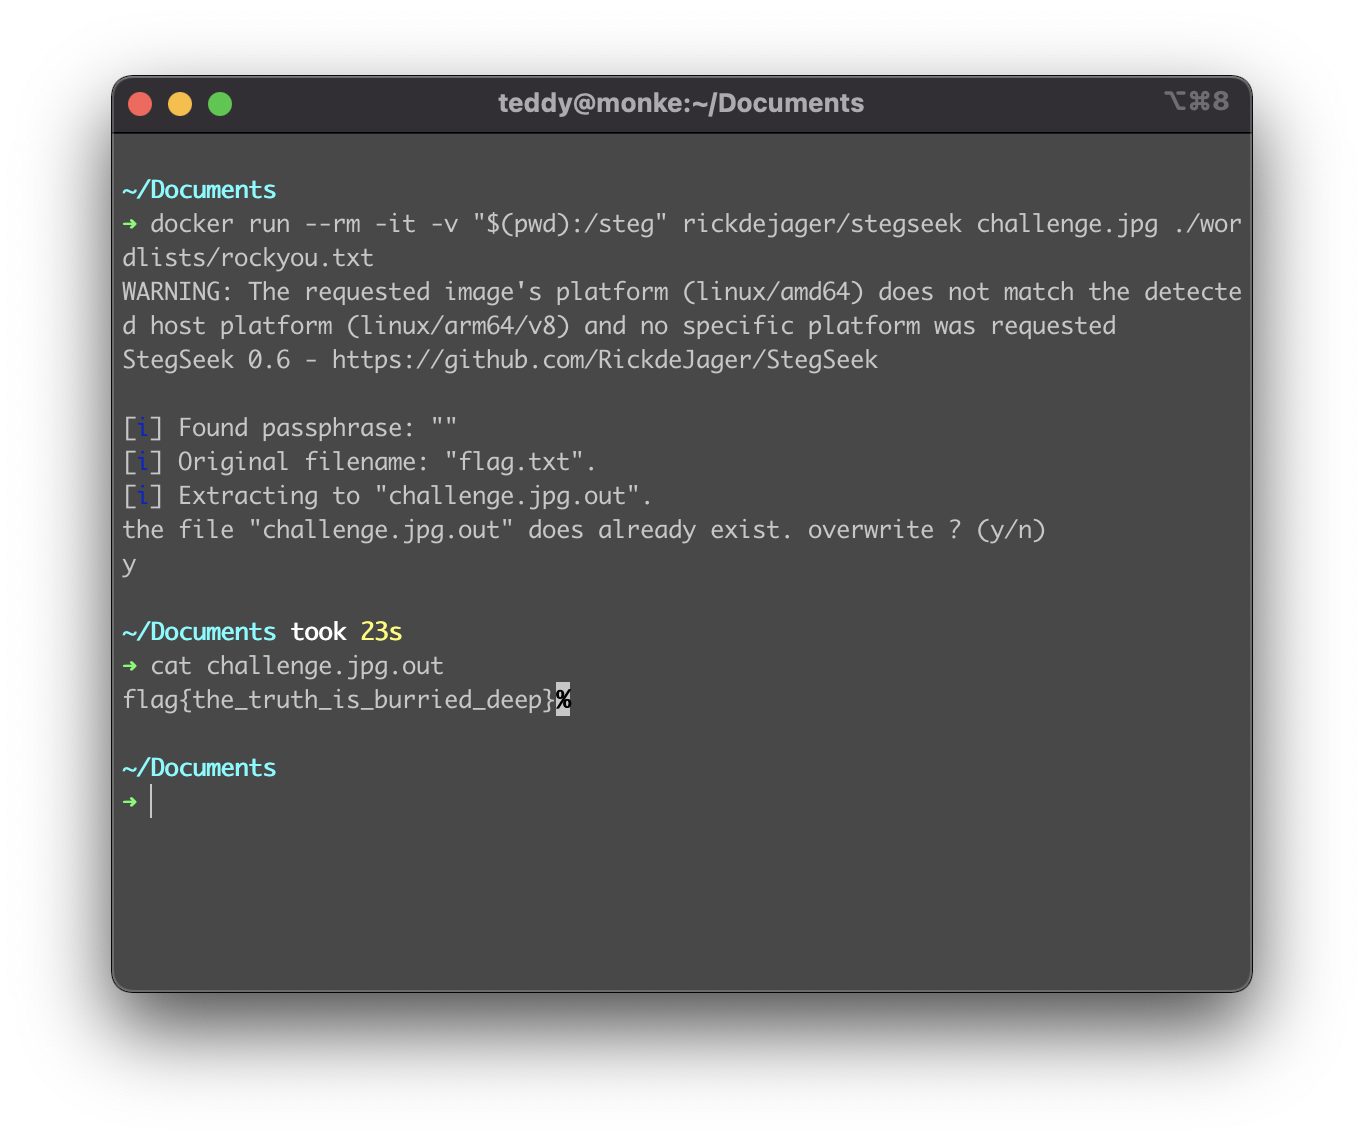 teddy@monke:~/Documents
⌥⌘8
~/Documents
➜ docker run --rm -it -v "$(pwd):/steg" rickdejager/stegseek challenge.jpg ./wor
dlists/rockyou.txt
WARNING: The requested image's platform (linux/amd64) does not match the detecte
d host platform (linux/arm64/v8) and no specific platform was requested
StegSeek 0.6 - https://github.com/RickdeJager/StegSeek
[i] Found passphrase: ""
[i] Original filename: "flag.txt".
[i] Extracting to "challenge.jpg.out".
the file "challenge.jpg.out" does already exist. overwrite ? (y/n)
y
~/Documents took 23s
➜ cat challenge.jpg.out
flag{the_truth_is_burried_deep}%
~/Documents
➜